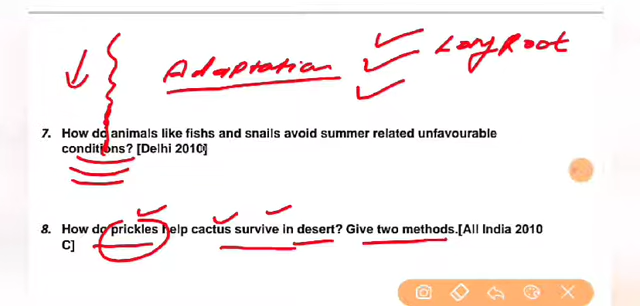 Long Root
Adaptation
7. How do animals like fishs and snails avoid summer related unfavourable
conditions? [Delhi 2010]
8. How do prickles help cactus survive in desert? Give two methods.[All India 2010
C]